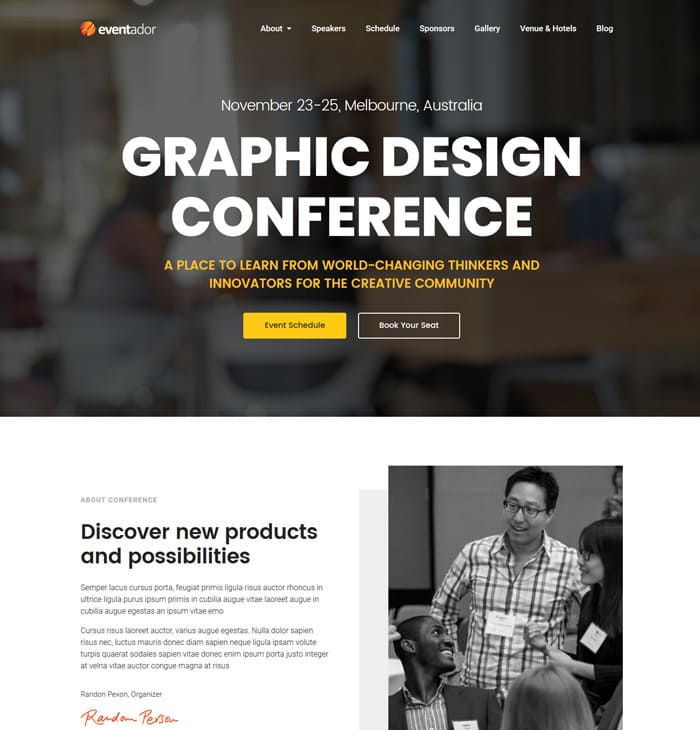 eventador
About Speakers Schedule Sponsors Gallery Venue & Hotels Blog
November 23-25, Melbourne, Australia
GRAPHIC DESIGN
CONFERENCE
A PLACE TO LEARN FROM WORLD-CHANGING THINKERS AND
INNOVATORS FOR THE CREATIVE COMMUNITY
Event Schedule
Book Your Seat
ABOUT CONFERENCE
Discover new products
and possibilities
Semper lacus cursus porta, feugiat primis ligula risus auctor rhoncus in
ultrice ligula purus ipsum primis in cubilia augue vitae laoreet augue in
cubilia augue egestas an ipsum vitae emo
Cursus risus laoreet auctor, varius augue egestas. Nulla dolor sapien
risus nec, luctus mauris donec diam sapien neque ligula ipsam volute
turpis quaerat sodales sapien vitae donec enim ipsum porta justo integer
at velna vitae auctor congue magna at risus
Randon Pexon, Organizer
Random Person